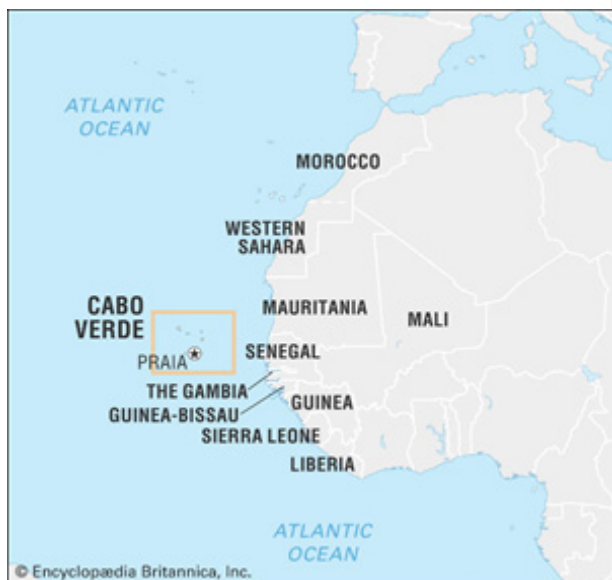 ATLANTIC
OCEAN
MOROCCO
WESTERN
SAHARA
CABO
VERDE
MAURITANIA
MALI
PRAIA
SENEGAL
THE GAMBIA
GUINEA-BISSAU
GUINEA
SIERRA LEONE
LIBERIA
ATLANTIC
OCEAN
© Encyclopædia Britannica, Inc.